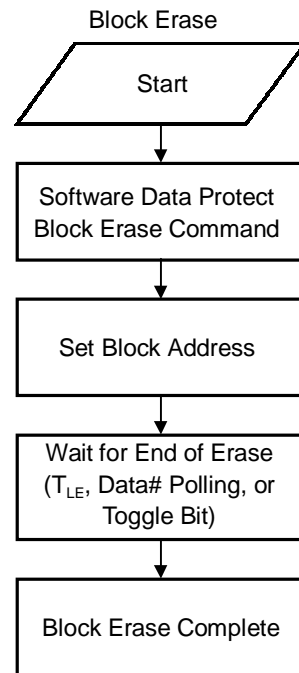 Block Erase
Start
Software Data Protect
Block Erase Command
Set Block Address
Wait for End of Erase
(TLE, Data# Polling, or
Toggle Bit)
Block Erase Complete